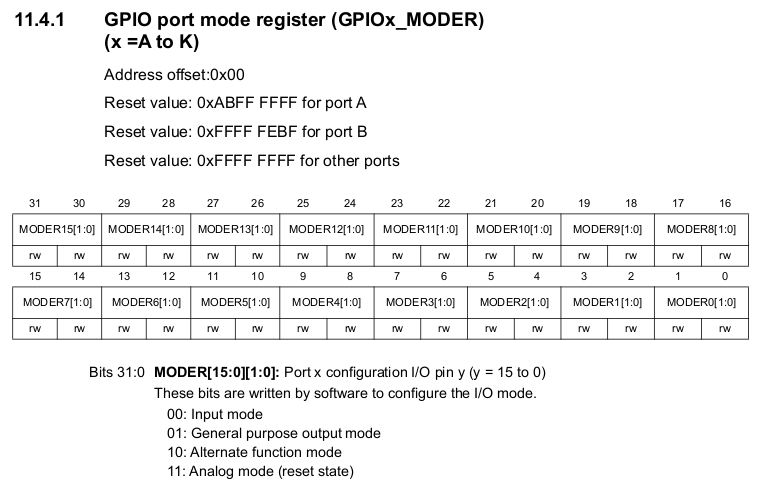 11.4.1 GPIO port mode register (GPIOx_MODER)
(x =A to K)
Address offset:0x00
Reset value: 0xABFF FFFF for port A
Reset value: 0xFFFF FEBF for port B
Reset value: 0xFFFF FFFF for other ports
31 30 29 28 27 26 25 24 23 22 21 20 19 18 17 16
MODER15[1:0] MODER14[1:0] MODER13[1:0] MODER12[1:0] MODER11[1:0] MODER10[1:0] MODER9[1:0] MODER8[1:0]
rw rw rw rw rw rw rw rw rw rw rw rw rw rw rw rw
15 14 13 12 11 10 9 8 7 6 5 4 3 2 1 0
MODER7[1:0] MODER6[1:0] MODER5[1:0] MODER4[1:0] MODER3[1:0] MODER2[1:0] MODER1[1:0] MODER0[1:0]
rw rw rw rw rw rw rw rw rw rw rw rw rw rw rw rw
Bits 31:0 MODER[15:0][1:0]: Port x configuration I/O pin y (y = 15 to 0)
These bits are written by software to configure the I/O mode.
00: Input mode
01: General purpose output mode
10: Alternate function mode
11: Analog mode (reset state)